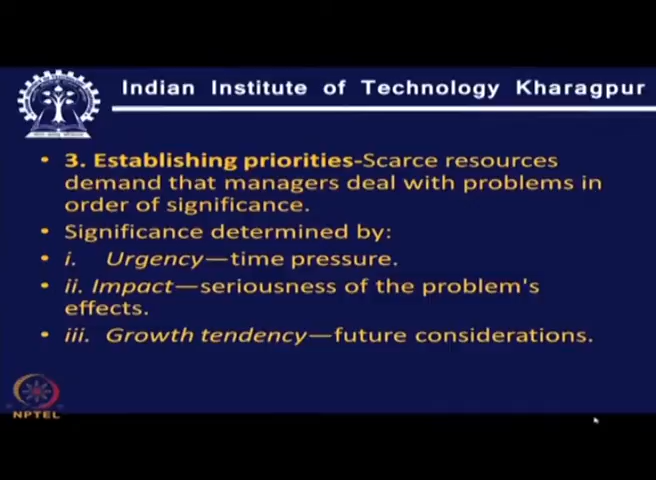 Indian Institute of Technology Kharagpur
• 3. Establishing priorities-Scarce resources
demand that managers deal with problems in
order of significance.
• Significance determined by:
• i. Urgency—time pressure.
• ii. Impact—seriousness of the problem's
effects.
• iii. Growth tendency—future considerations.
NPTEL